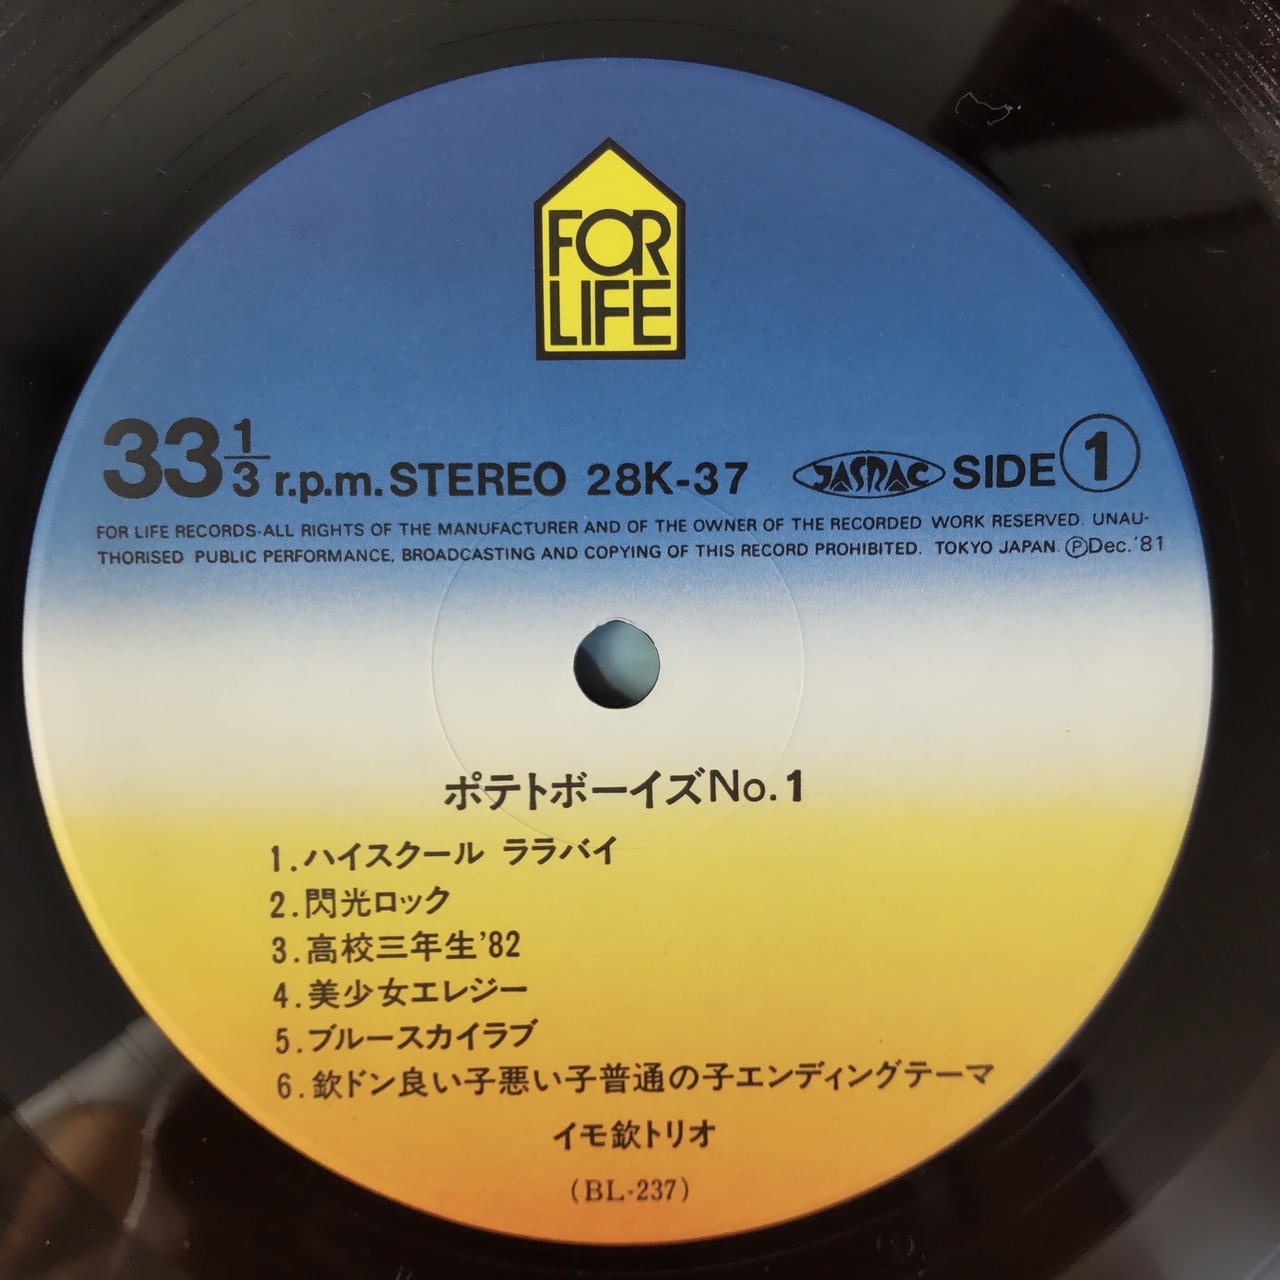 FOR
LIFE
33 1/3 r.p.m. STEREO 28K-37 JASRAC SIDE 1
FOR LIFE RECORDS-ALL RIGHTS OF THE MANUFACTURER AND OF THE OWNER OF THE RECORDED WORK RESERVED. UNAU-
THORISED PUBLIC PERFORMANCE, BROADCASTING AND COPYING OF THIS RECORD PROHIBITED. TOKYO JAPAN. ⓅDec.'81
ポテトボーイズNo.1
1.ハイスクール ララバイ
2.閃光ロック
3.高校三年生'82
4.美少女エレジー
5.ブルースカイラブ
6.欽ドン良い子悪い子普通の子エンディングテーマ
イモ欽トリオ
(BL-237)